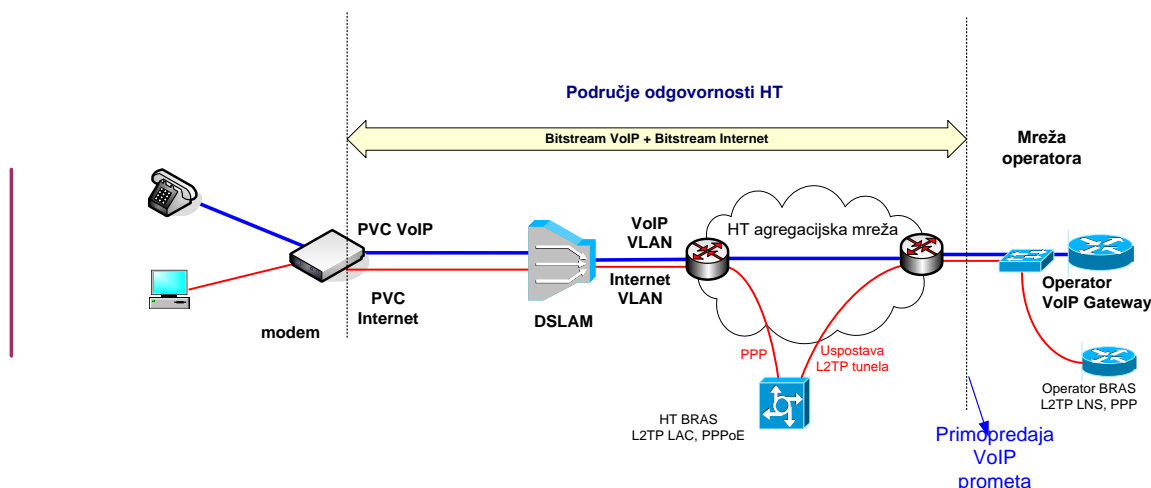 Područje odgovornosti HT
Bitstream VoIP + Bitstream Internet
Mreža
operatora
PVC VoIP
PVC
Internet
modem
DSLAM
VoIP
VLAN
Internet
VLAN
HT agregacijska mreža
PPP
Uspostava
L2TP tunela
HT BRAS
L2TP LAC, PPPoE
Operator
VoIP Gateway
Operator BRAS
L2TP LNS, PPP
Primopredaja
VoIP
prometa